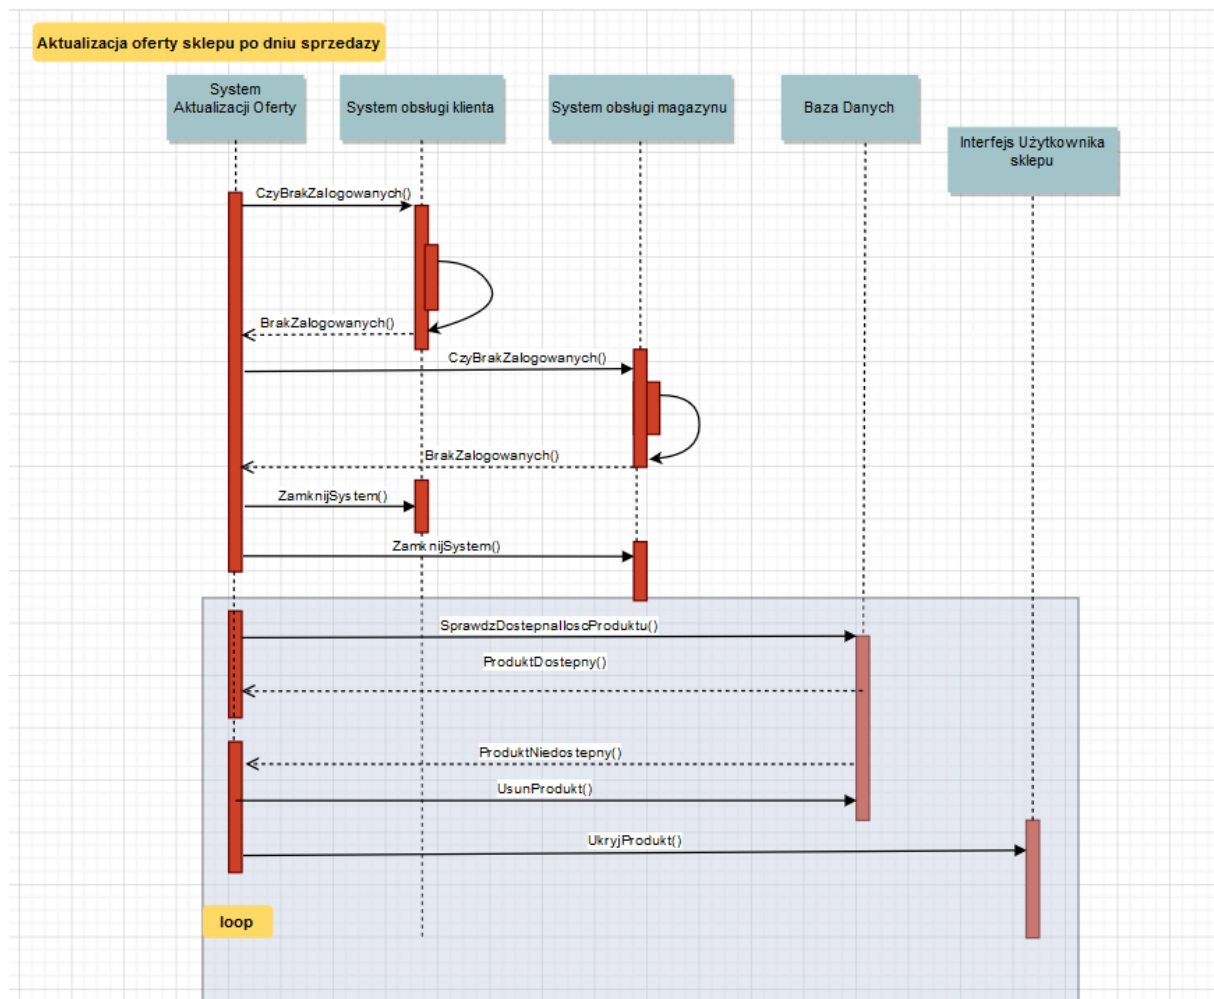 Aktualizacja oferty sklepu po dniu sprzedazy
System
Aktualizacji Oferty
System obsługi klienta
System obsługi magazynu
Baza Danych
Interfejs Użytkownika
sklepu
CzyBrakZalogowanych()
BrakZalogowanych()
CzyBrakZalogowanych()
BrakZalogowanych()
ZamknijSystem()
ZamknijSystem()
SprawdzDostepnaIloscProduktu()
ProduktDostepny()
ProduktNiedostepny()
UsunProdukt()
UkryjProdukt()
loop